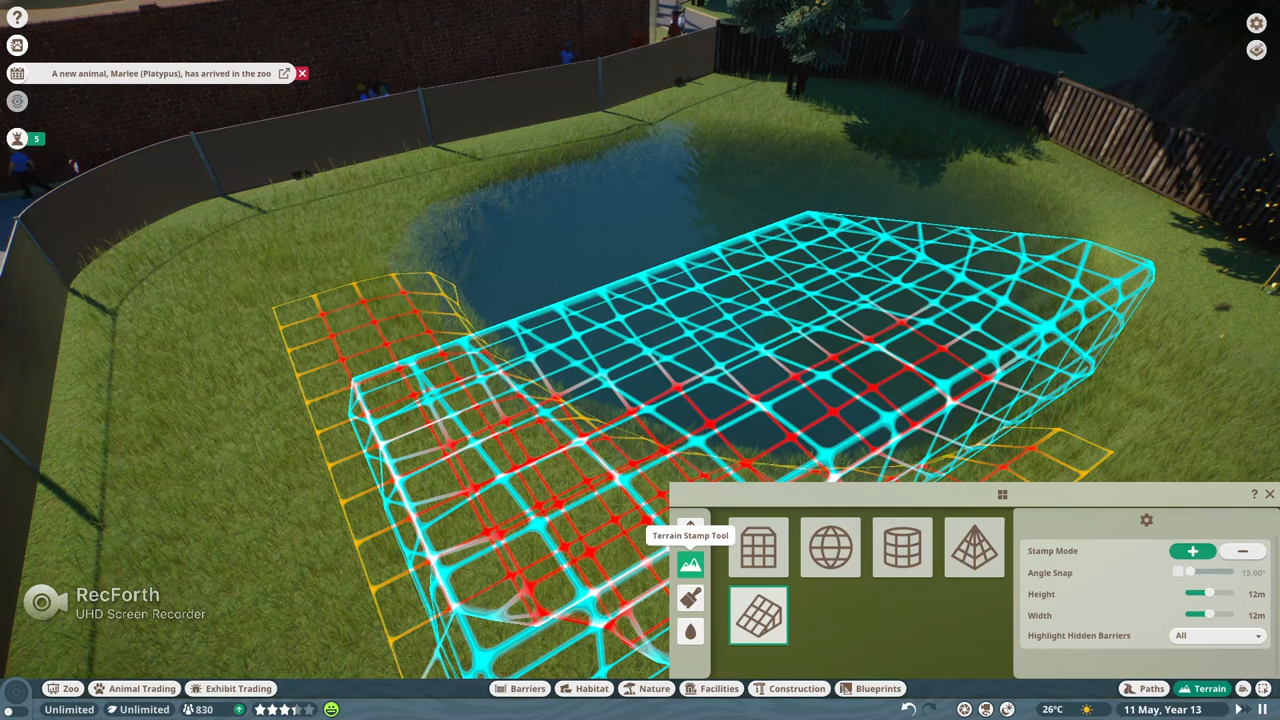 ?
A new animal, Marlee (Platypus), has arrived in the zoo
5
RecForth
UHD Screen Recorder
?
Terrain Stamp Tool
Stamp Mode
Angle Snap 15.00°
Height 12m
Width 12m
Highlight Hidden Barriers All
Zoo Animal Trading Exhibit Trading Barriers Habitat Nature Facilities Construction Blueprints Paths Terrain
Unlimited Unlimited 830 26°C 11 May, Year 13